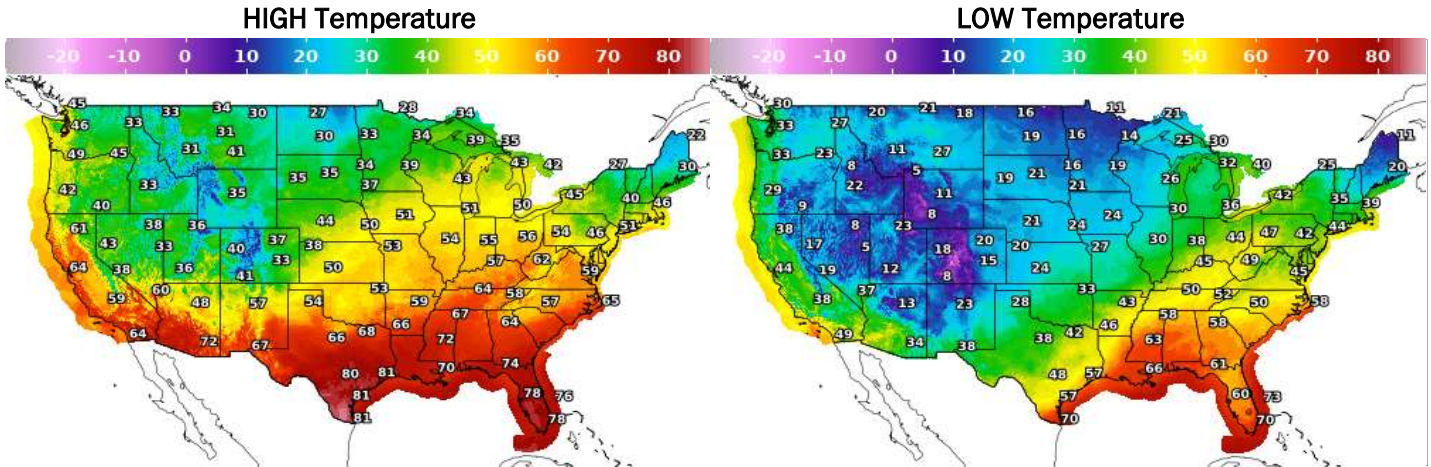 HIGH Temperature LOW Temperature
-20 -10 0 10 20 30 40 50 60 70 80 -20 -10 0 10 20 30 40 50 60 70 80
45 33 34 30 27 28 34 30 20 21 18 16 11 21
46 33 31 30 33 34 39 35 22 33 27 11 27 19 16 14 25 30 11
49 45 31 41 34 39 43 42 27 30 33 23 8 5 21 16 19 32 40 25 20
42 33 35 35 35 37 43 45 40 46 29 22 11 19 21 26 42 35 39
40 38 36 44 50 51 51 50 54 46 51 9 8 8 23 21 24 24 30 36 47 42 44
61 43 33 40 37 38 53 54 55 56 38 17 5 18 20 20 27 30 38 44
64 38 36 41 33 50 57 62 59 44 19 12 8 15 24 45 49 45
59 60 48 57 54 53 59 64 58 57 65 38 37 13 23 28 33 43 50 52 50 58
64 72 67 66 68 66 67 72 64 49 34 38 38 42 46 58 63 58
80 81 70 74 48 57 66 61
81 78 76 57 60 73
81 78 70 70